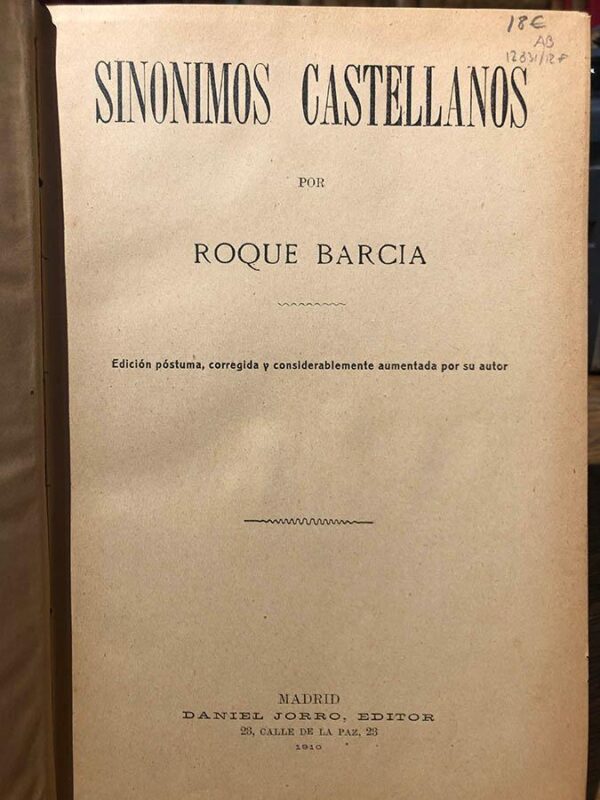 18€
AB
SINONIMOS CASTELLANOS
POR
ROQUE BARCIA
Edición póstuma, corregida y considerablemente aumentada por su autor
MADRID
DANIEL JORRO, EDITOR
23, CALLE DE LA PAZ, 23
1910